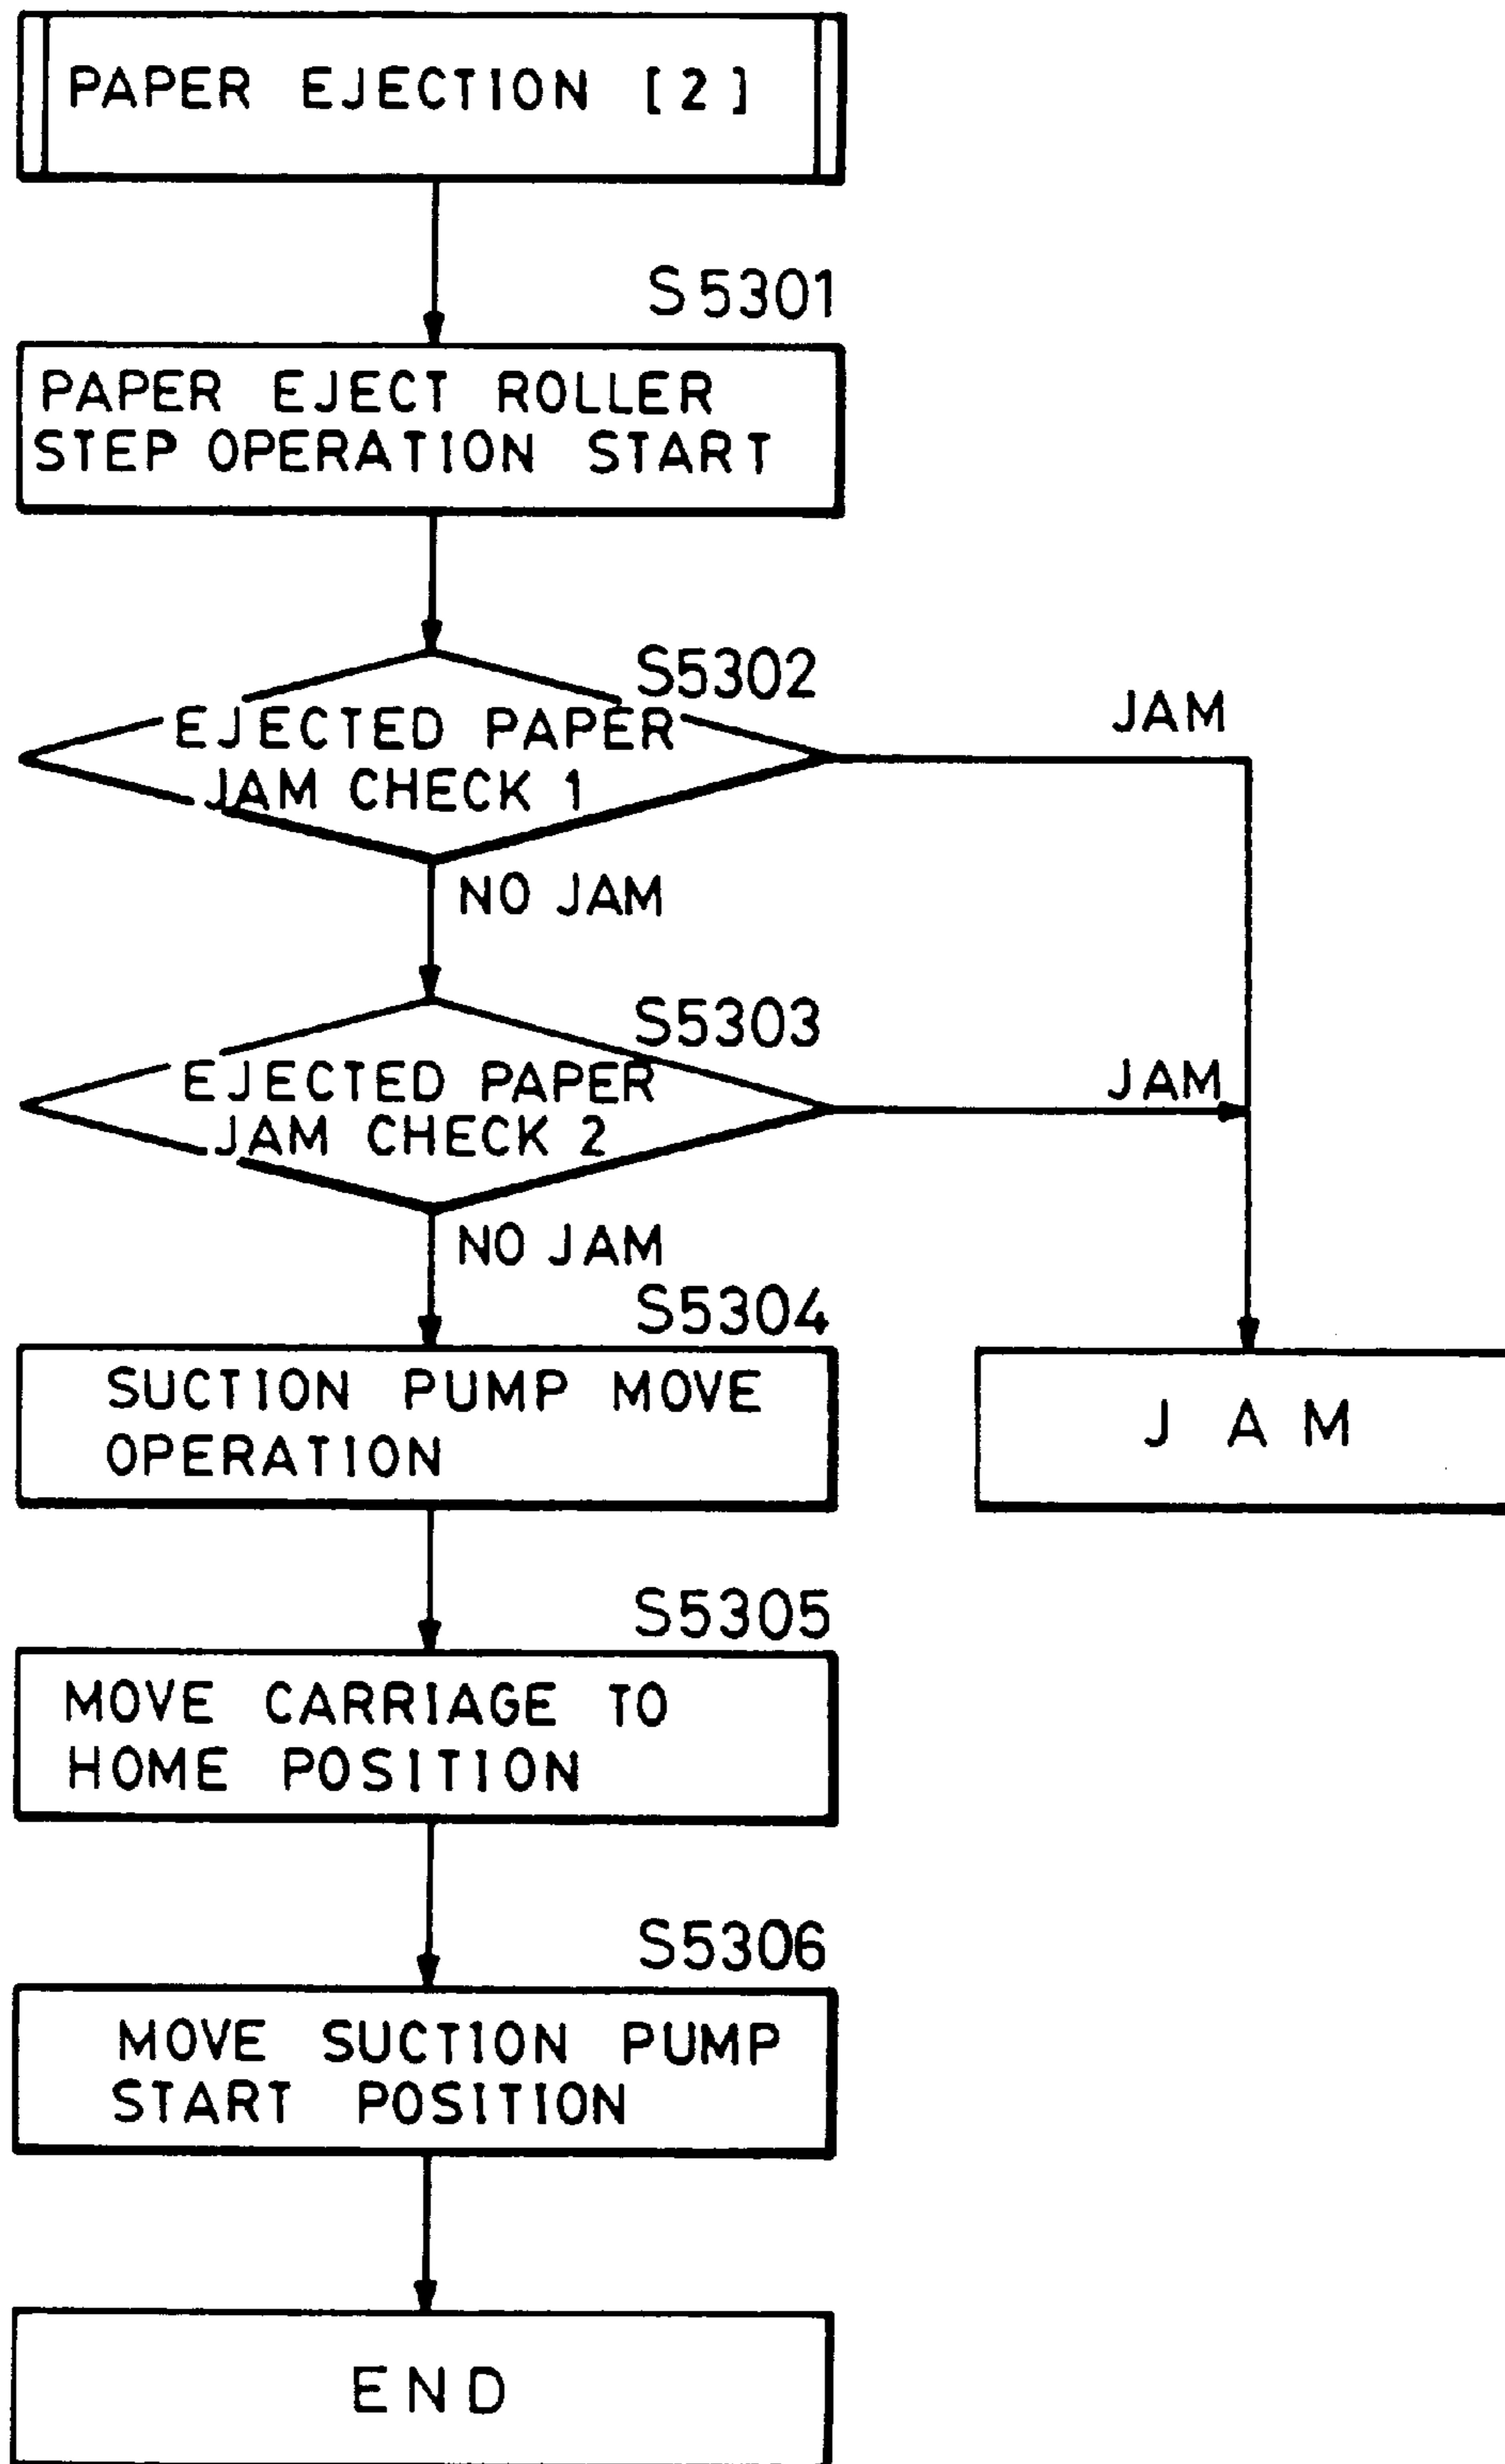 PAPER EJECTION [2]
S5301
PAPER EJECT ROLLER
STEP OPERATION START
S5302
EJECTED PAPER
JAM CHECK 1
JAM
NO JAM
S5303
EJECTED PAPER
JAM CHECK 2
JAM
NO JAM
S5304
SUCTION PUMP MOVE
OPERATION
JAM
S5305
MOVE CARRIAGE TO
HOME POSITION
S5306
MOVE SUCTION PUMP
START POSITION
END